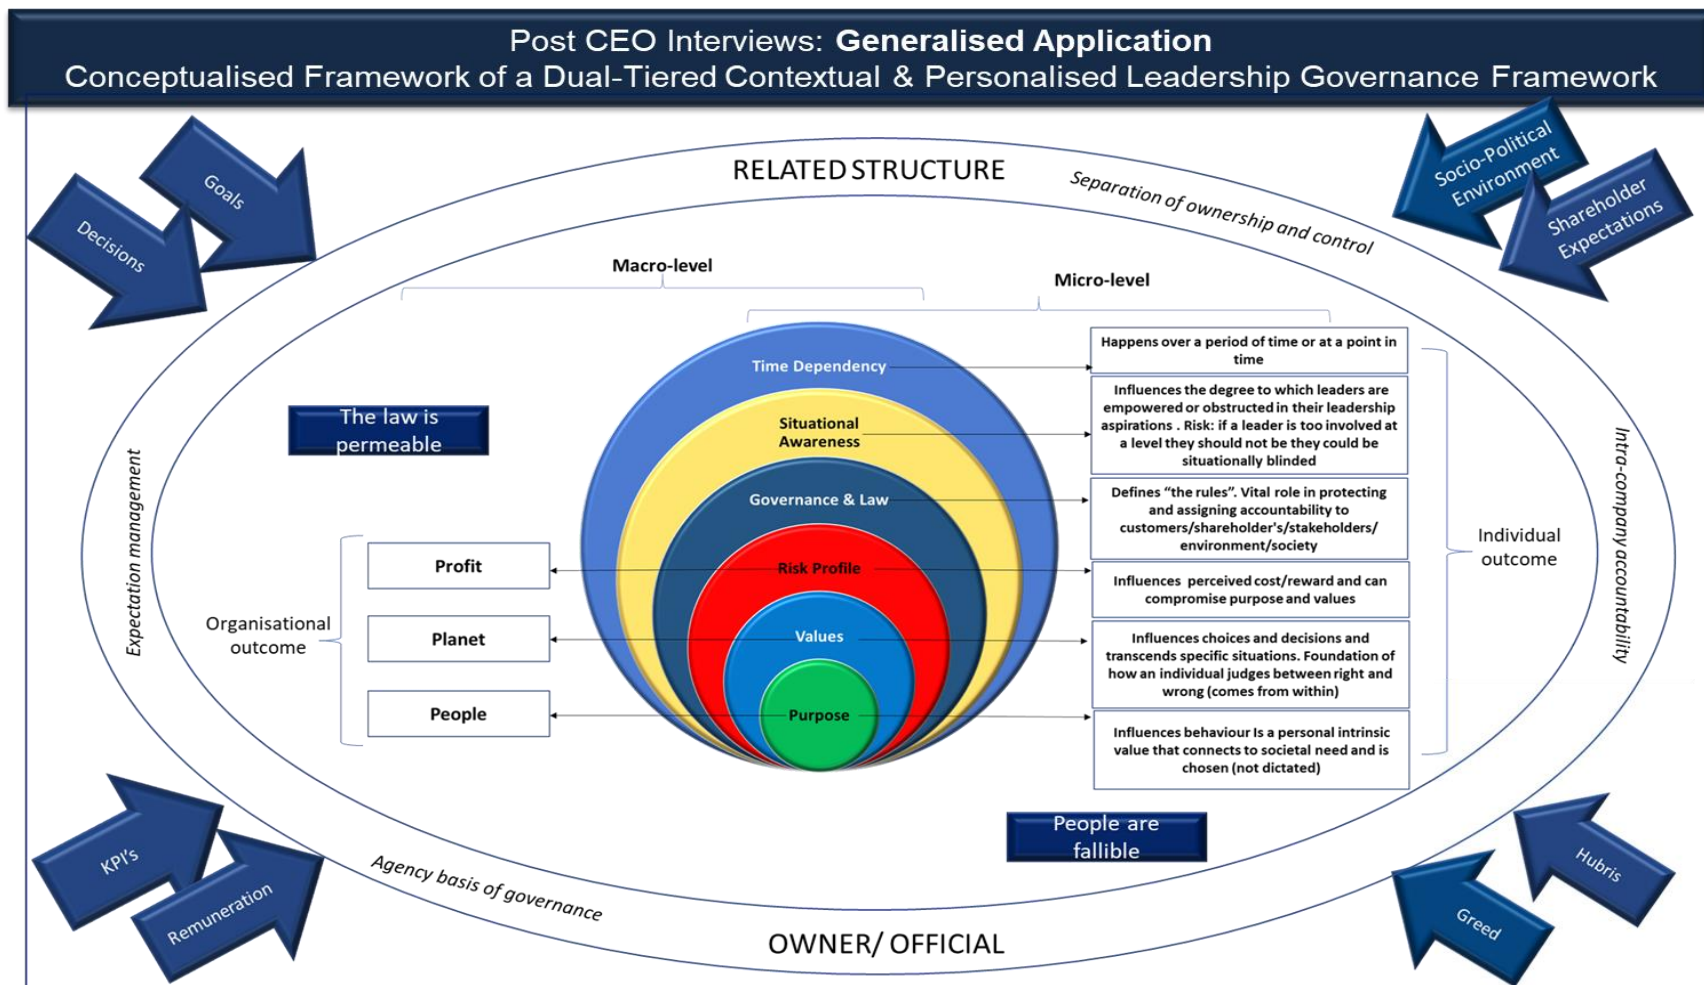 Post CEO Interviews: Generalised Application
Conceptualised Framework of a Dual-Tiered Contextual & Personalised Leadership Governance Framework
Goals
Decisions
Socio-Political
Environment
Shareholder
Expectations
RELATED STRUCTURE
Separation of ownership and control
Macro-level
Micro-level
Time Dependency
Happens over a period of time or at a point in
time
Situational
Awareness
Influences the degree to which leaders are
empowered or obstructed in their leadership
aspirations . Risk: if a leader is too involved at
a level they should not be they could be
situationally blinded
The law is
permeable
Governance & Law
Defines “the rules”. Vital role in protecting
and assigning accountability to
customers/shareholder's/stakeholders/
environment/society
Expectation management
Intra-company accountability
Individual
outcome
Profit
Risk Profile
Influences perceived cost/reward and can
compromise purpose and values
Organisational
outcome
Planet
Values
Influences choices and decisions and
transcends specific situations. Foundation of
how an individual judges between right and
wrong (comes from within)
People
Purpose
Influences behaviour Is a personal intrinsic
value that connects to societal need and is
chosen (not dictated)
People are
fallible
KPI's
Remuneration
Agency basis of governance
Hubris
Greed
OWNER/ OFFICIAL